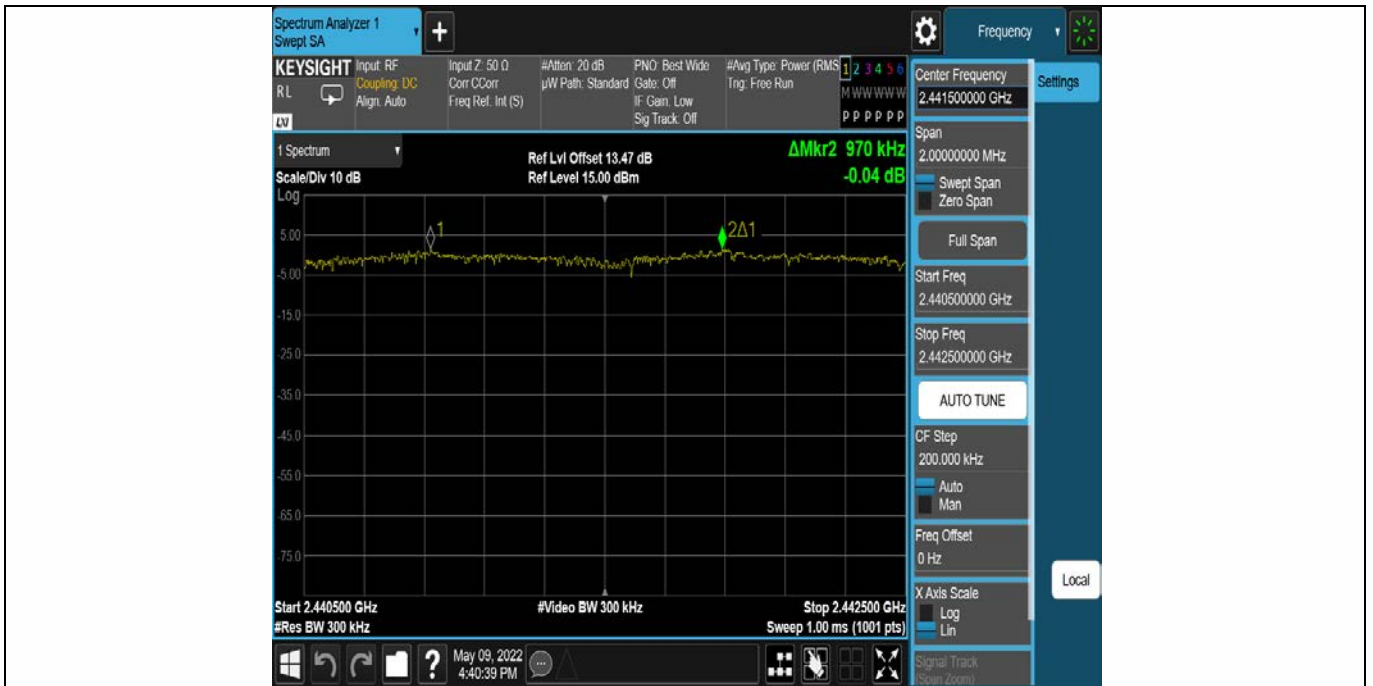 Spectrum Analyzer 1
Swept SA
+
Frequency
KEYSIGHT
RL
Input: RF
Coupling: DC
Align: Auto
Input Z: 50 Ω
Corr CCorr
Freq Ref: Int (S)
#Atten: 20 dB
µW Path: Standard
PNO: Best Wide
Gate: Off
IF Gain: Low
Sig Track: Off
#Avg Type: Power (RMS
Trig: Free Run
1 2 3 4 5 6
M W W W W W
P P P P P P
1 Spectrum
Scale/Div 10 dB
Log
Ref Lvl Offset 13.47 dB
Ref Level 15.00 dBm
ΔMkr2 970 kHz
-0.04 dB
1
2Δ1
5.00
-5.00
-15.0
-25.0
-35.0
-45.0
-55.0
-65.0
-75.0
Start 2.440500 GHz
#Res BW 300 kHz
#Video BW 300 kHz
Stop 2.442500 GHz
Sweep 1.00 ms (1001 pts)
?
May 09, 2022
4:40:39 PM
Center Frequency
2.441500000 GHz
Span
2.00000000 MHz
Swept Span
Zero Span
Full Span
Start Freq
2.440500000 GHz
Stop Freq
2.442500000 GHz
AUTO TUNE
CF Step
200.000 kHz
Auto
Man
Freq Offset
0 Hz
X Axis Scale
Log
Lin
Signal Track
(Span Zoom)
Settings
Local